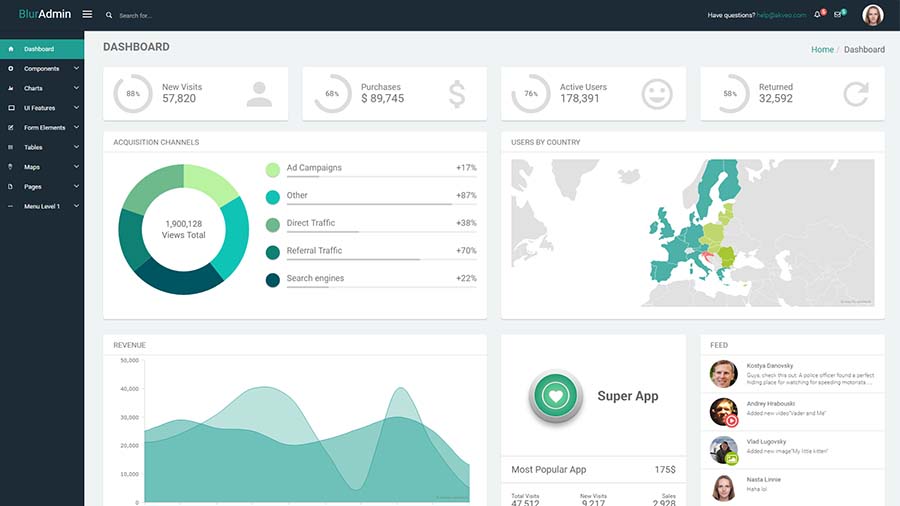 BlurAdmin
Search for...
Have questions? help@akveo.com
5
5
Dashboard
Components
Charts
UI Features
Form Elements
Tables
Maps
Pages
Menu Level 1
DASHBOARD
Home / Dashboard
88%
New Visits
57,820
68%
Purchases
$ 89,745
76%
Active Users
178,391
58%
Returned
32,592
ACQUISITION CHANNELS
1,900,128
Views Total
Ad Campaigns +17%
Other +87%
Direct Traffic +38%
Referral Traffic +70%
Search engines +22%
USERS BY COUNTRY
REVENUE
50,000
40,000
30,000
20,000
10,000
0
Super App
Most Popular App 175$
Total Visits
47,512
New Visits
9,217
Sales
2,928
FEED
Kostya Danovsky
Guys, check this out: A police officer found a perfect
hiding place for watching for speeding motorists. ...
Andrey Hrabouski
Added new video"Vader and Me"
Vlad Lugovsky
Added new image"My little kitten"
Nasta Linnie
Haha lol